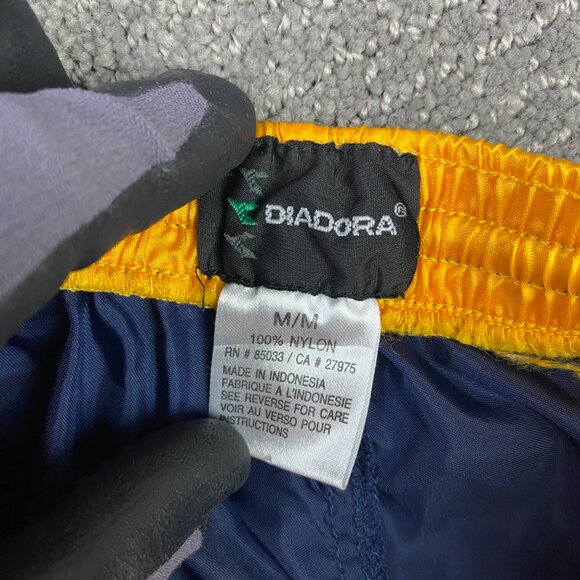 DIADORA®
M/M
100% NYLON
RN # 85033 / CA # 27975
MADE IN INDONESIA
FABRIQUE A L'INDONESIE
SEE REVERSE FOR CARE
VOIR AU VERSO POUR
INSTRUCTIONS